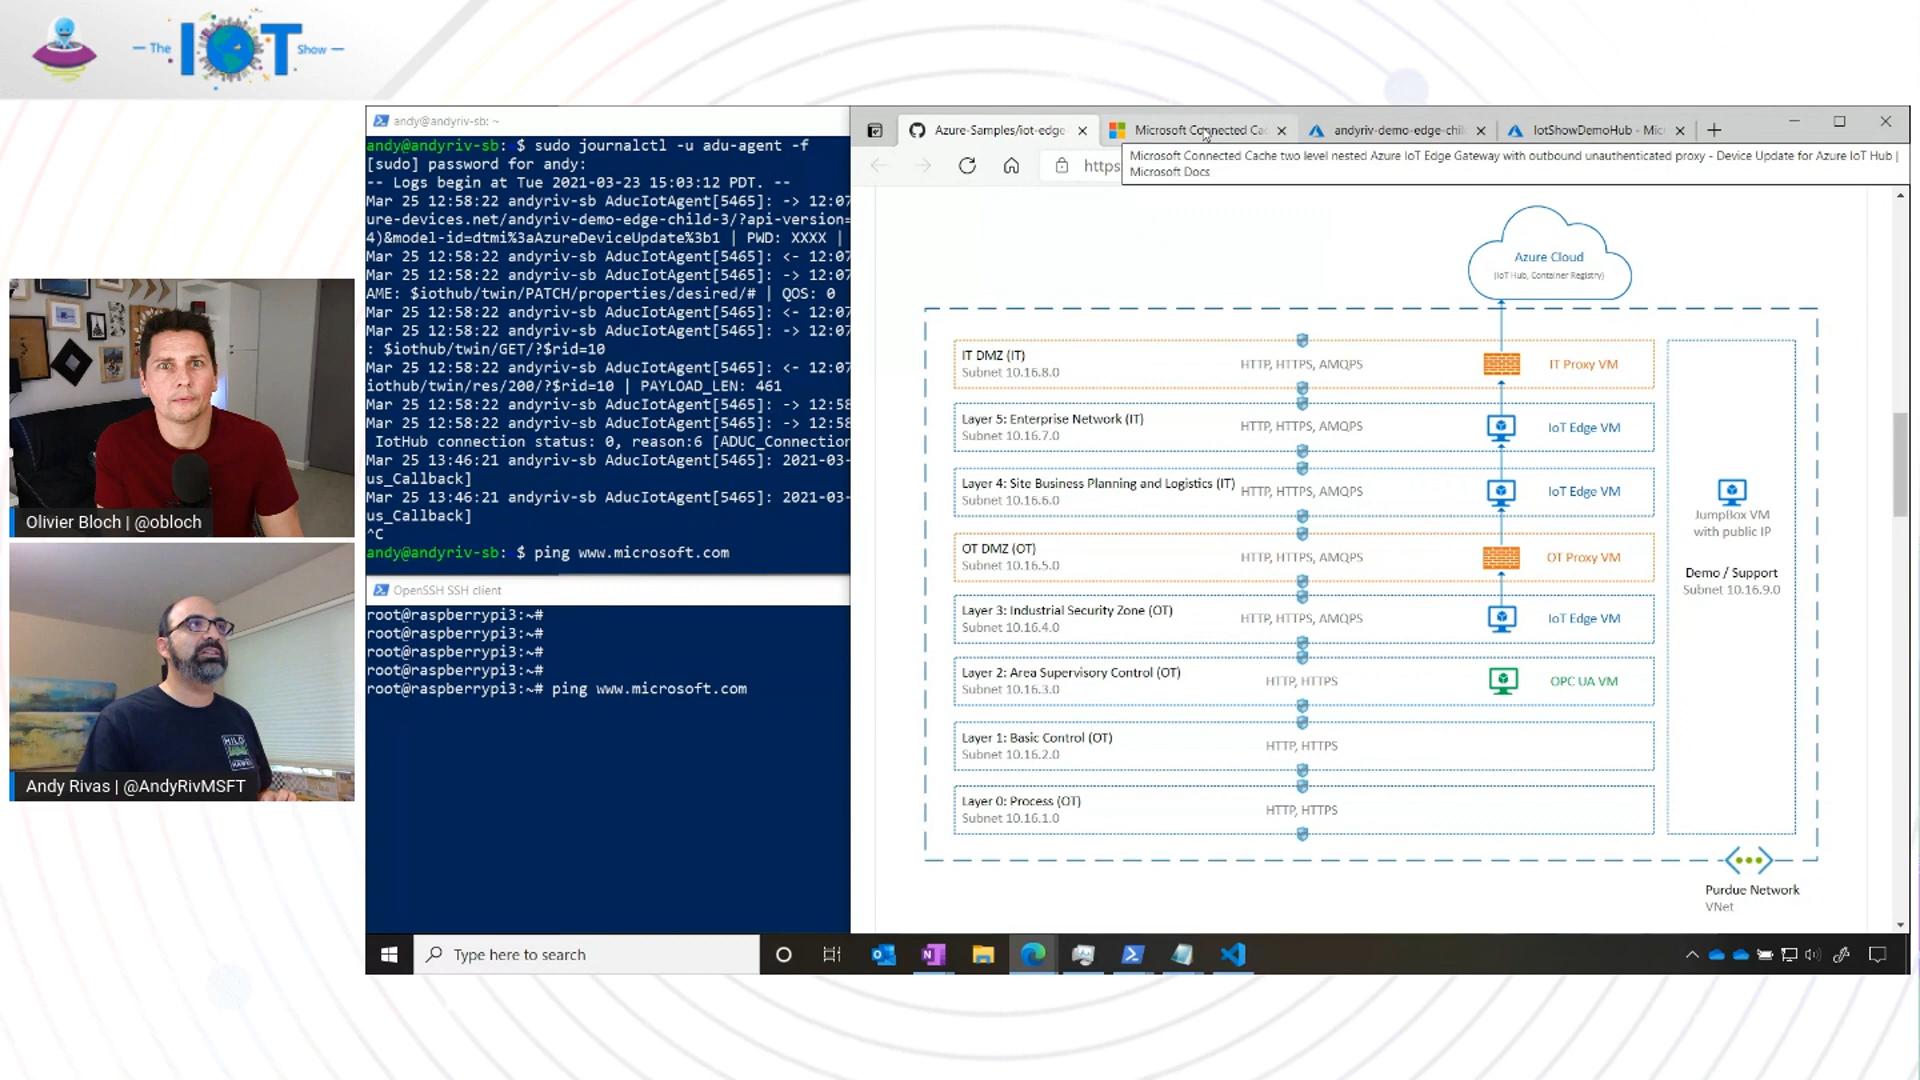 The IOT Show
andy@andyriv-sb: ~
andy@andyriv-sb:~$ sudo journalctl -u adu-agent -f
[sudo] password for andy:
-- Logs begin at Tue 2021-03-23 15:03:12 PDT. --
Mar 25 12:58:22 andyriv-sb AducIotAgent[5465]: -> 12:07
ure-devices.net/andyriv-demo-edge-child-3/?api-version=
4)&model-id=dtmi%3aAzureDeviceUpdate%3b1 | PWD: XXXX |
Mar 25 12:58:22 andyriv-sb AducIotAgent[5465]: <- 12:07
Mar 25 12:58:22 andyriv-sb AducIotAgent[5465]: -> 12:07
AME: $iothub/twin/PATCH/properties/desired/# | QOS: 0
Mar 25 12:58:22 andyriv-sb AducIotAgent[5465]: <- 12:07
Mar 25 12:58:22 andyriv-sb AducIotAgent[5465]: -> 12:07
: $iothub/twin/GET/?$rid=10
Mar 25 12:58:22 andyriv-sb AducIotAgent[5465]: <- 12:07
iothub/twin/res/200/?$rid=10 | PAYLOAD_LEN: 461
Mar 25 12:58:22 andyriv-sb AducIotAgent[5465]: -> 12:58
Mar 25 12:58:22 andyriv-sb AducIotAgent[5465]: <- 12:58
IotHub connection status: 0, reason:6 [ADUC_Connection
Mar 25 13:46:21 andyriv-sb AducIotAgent[5465]: 2021-03-
us_Callback]
Mar 25 13:46:21 andyriv-sb AducIotAgent[5465]: 2021-03-
us_Callback]
^C
andy@andyriv-sb:~$ ping www.microsoft.com
OpenSSH SSH client
root@raspberrypi3:~#
root@raspberrypi3:~#
root@raspberrypi3:~#
root@raspberrypi3:~#
root@raspberrypi3:~# ping www.microsoft.com
Olivier Bloch | @obloch
HILO
HAWAII
Andy Rivas | @AndyRivMSFT
Azure-Samples/iot-edge
Microsoft Connected Cac
andyriv-demo-edge-chil
IotShowDemoHub - Mic
https
Microsoft Connected Cache two level nested Azure IoT Edge Gateway with outbound unauthenticated proxy - Device Update for Azure IoT Hub |
Microsoft Docs
Azure Cloud
(IoT Hub, Container Registry)
IT DMZ (IT)
Subnet 10.16.8.0
HTTP, HTTPS, AMQPS
IT Proxy VM
Layer 5: Enterprise Network (IT)
Subnet 10.16.7.0
HTTP, HTTPS, AMQPS
IoT Edge VM
Layer 4: Site Business Planning and Logistics (IT)
Subnet 10.16.6.0
HTTP, HTTPS, AMQPS
IoT Edge VM
OT DMZ (OT)
Subnet 10.16.5.0
HTTP, HTTPS, AMQPS
OT Proxy VM
Layer 3: Industrial Security Zone (OT)
Subnet 10.16.4.0
HTTP, HTTPS, AMQPS
IoT Edge VM
Layer 2: Area Supervisory Control (OT)
Subnet 10.16.3.0
HTTP, HTTPS
OPC UA VM
Layer 1: Basic Control (OT)
Subnet 10.16.2.0
HTTP, HTTPS
Layer 0: Process (OT)
Subnet 10.16.1.0
HTTP, HTTPS
JumpBox VM
with public IP
Demo / Support
Subnet 10.16.9.0
Purdue Network
VNet
Type here to search